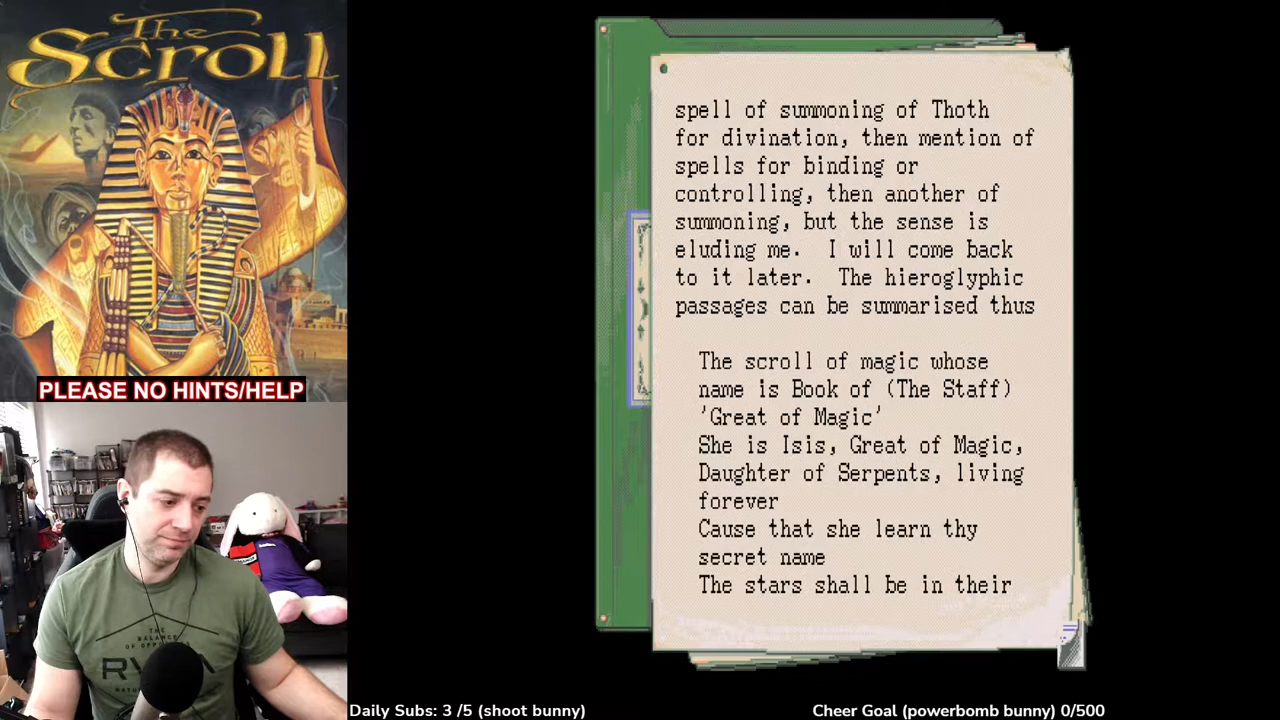 The
Scroll
PLEASE NO HINTS/HELP
spell of summoning of Thoth
for divination, then mention of
spells for binding or
controlling, then another of
summoning, but the sense is
eluding me. I will come back
to it later. The hieroglyphic
passages can be summarised thus
The scroll of magic whose
name is Book of (The Staff)
'Great of Magic'
She is Isis, Great of Magic,
Daughter of Serpents, living
forever
Cause that she learn thy
secret name
The stars shall be in their
THE
BALANCE
Daily Subs: 3 /5 (shoot bunny)
Cheer Goal (powerbomb bunny) 0/500